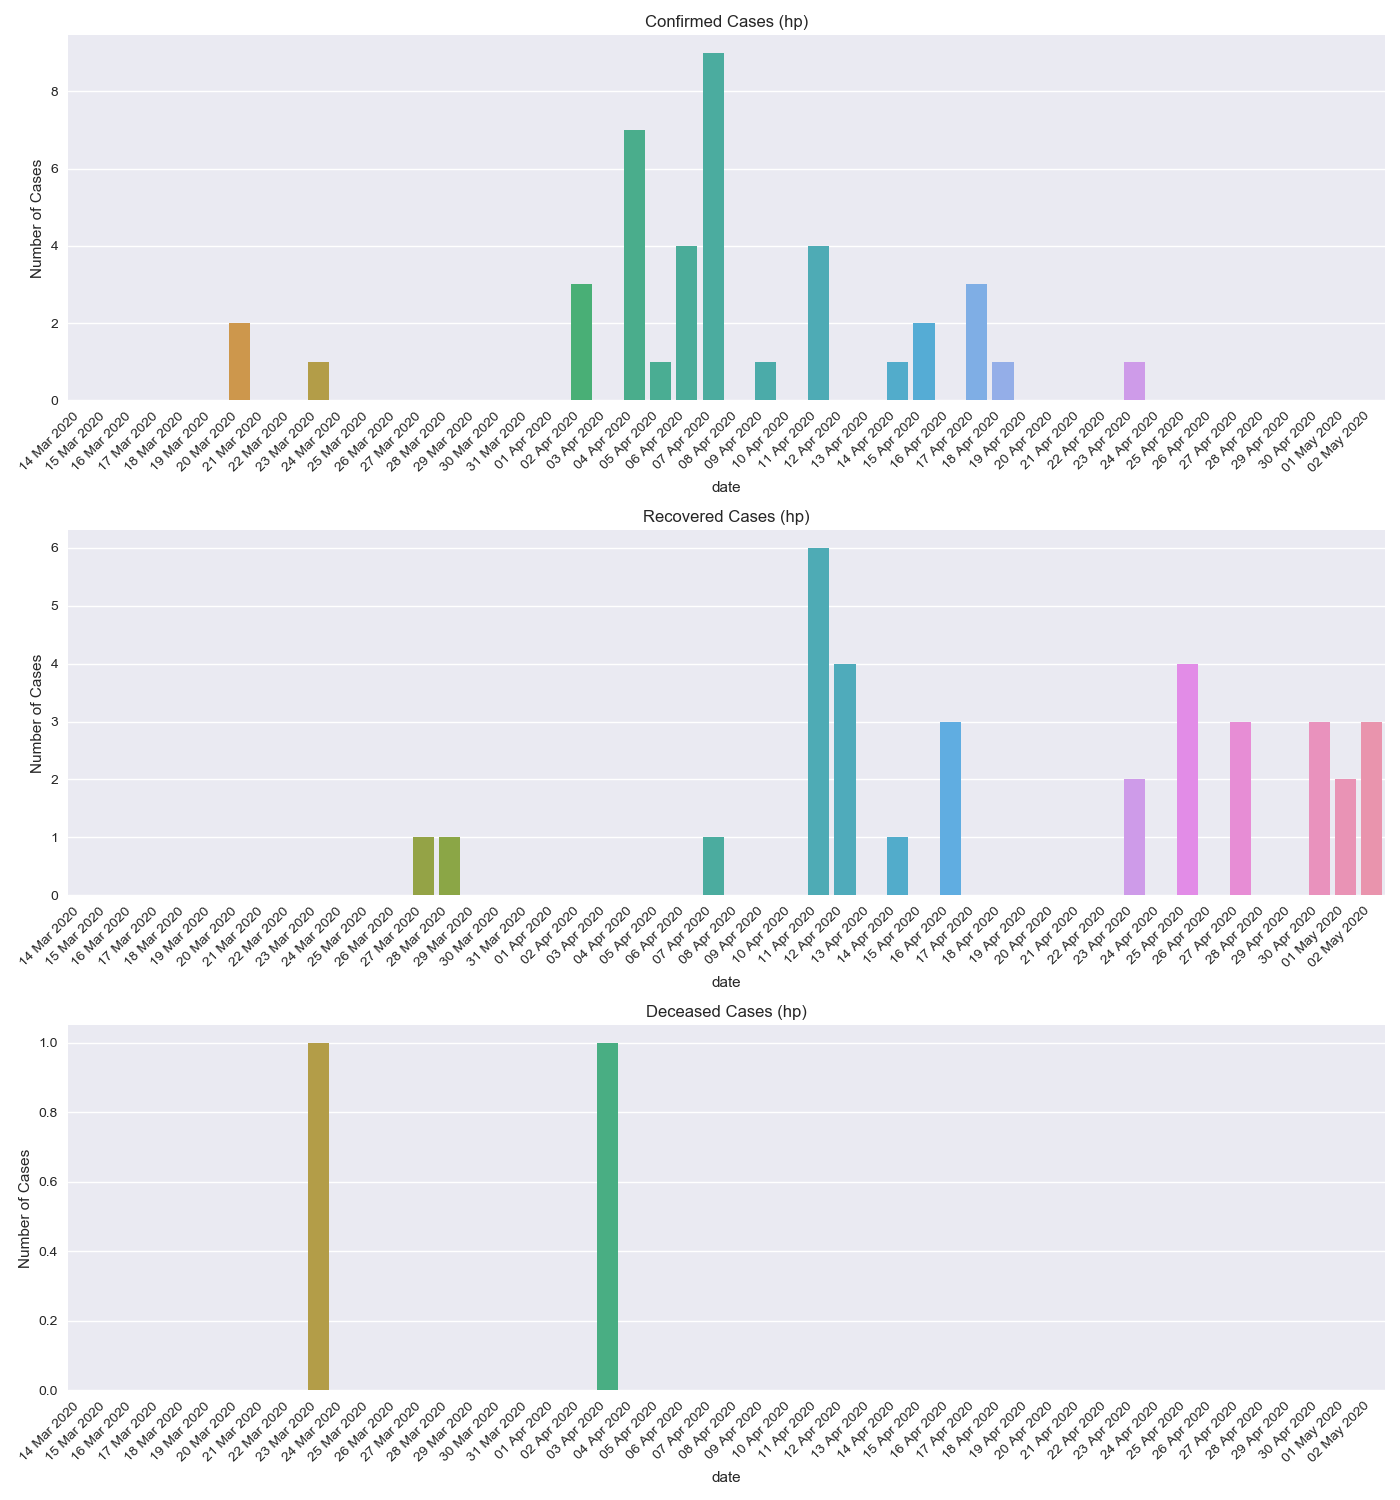 Confirmed Cases (hp)
Number of Cases
8
6
4
2
0
14 Mar 2020
15 Mar 2020
16 Mar 2020
17 Mar 2020
18 Mar 2020
19 Mar 2020
20 Mar 2020
21 Mar 2020
22 Mar 2020
23 Mar 2020
24 Mar 2020
25 Mar 2020
26 Mar 2020
27 Mar 2020
28 Mar 2020
29 Mar 2020
30 Mar 2020
31 Mar 2020
01 Apr 2020
02 Apr 2020
03 Apr 2020
04 Apr 2020
05 Apr 2020
06 Apr 2020
07 Apr 2020
08 Apr 2020
09 Apr 2020
10 Apr 2020
11 Apr 2020
12 Apr 2020
13 Apr 2020
14 Apr 2020
15 Apr 2020
16 Apr 2020
17 Apr 2020
18 Apr 2020
19 Apr 2020
20 Apr 2020
21 Apr 2020
22 Apr 2020
23 Apr 2020
24 Apr 2020
25 Apr 2020
26 Apr 2020
27 Apr 2020
28 Apr 2020
29 Apr 2020
30 Apr 2020
01 May 2020
02 May 2020
date
Recovered Cases (hp)
Number of Cases
6
5
4
3
2
1
0
14 Mar 2020
15 Mar 2020
16 Mar 2020
17 Mar 2020
18 Mar 2020
19 Mar 2020
20 Mar 2020
21 Mar 2020
22 Mar 2020
23 Mar 2020
24 Mar 2020
25 Mar 2020
26 Mar 2020
27 Mar 2020
28 Mar 2020
29 Mar 2020
30 Mar 2020
31 Mar 2020
01 Apr 2020
02 Apr 2020
03 Apr 2020
04 Apr 2020
05 Apr 2020
06 Apr 2020
07 Apr 2020
08 Apr 2020
09 Apr 2020
10 Apr 2020
11 Apr 2020
12 Apr 2020
13 Apr 2020
14 Apr 2020
15 Apr 2020
16 Apr 2020
17 Apr 2020
18 Apr 2020
19 Apr 2020
20 Apr 2020
21 Apr 2020
22 Apr 2020
23 Apr 2020
24 Apr 2020
25 Apr 2020
26 Apr 2020
27 Apr 2020
28 Apr 2020
29 Apr 2020
30 Apr 2020
01 May 2020
02 May 2020
date
Deceased Cases (hp)
Number of Cases
1.0
0.8
0.6
0.4
0.2
0.0
14 Mar 2020
15 Mar 2020
16 Mar 2020
17 Mar 2020
18 Mar 2020
19 Mar 2020
20 Mar 2020
21 Mar 2020
22 Mar 2020
23 Mar 2020
24 Mar 2020
25 Mar 2020
26 Mar 2020
27 Mar 2020
28 Mar 2020
29 Mar 2020
30 Mar 2020
31 Mar 2020
01 Apr 2020
02 Apr 2020
03 Apr 2020
04 Apr 2020
05 Apr 2020
06 Apr 2020
07 Apr 2020
08 Apr 2020
09 Apr 2020
10 Apr 2020
11 Apr 2020
12 Apr 2020
13 Apr 2020
14 Apr 2020
15 Apr 2020
16 Apr 2020
17 Apr 2020
18 Apr 2020
19 Apr 2020
20 Apr 2020
21 Apr 2020
22 Apr 2020
23 Apr 2020
24 Apr 2020
25 Apr 2020
26 Apr 2020
27 Apr 2020
28 Apr 2020
29 Apr 2020
30 Apr 2020
01 May 2020
02 May 2020
date